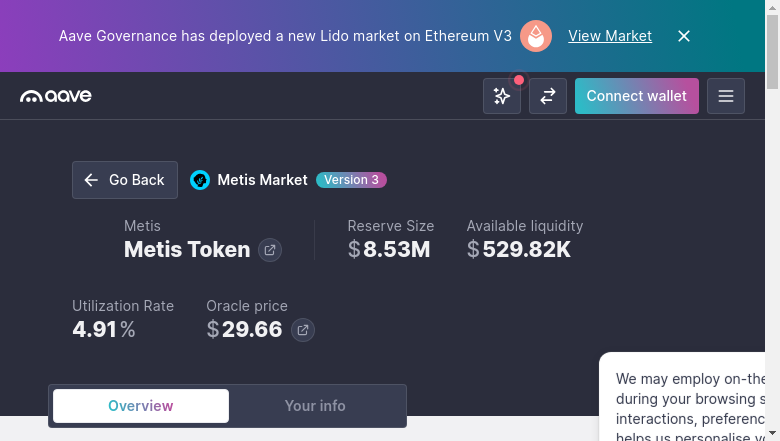 Aave Governance has deployed a new Lido market on Ethereum V3 View Market
aave Connect wallet
Go Back Metis Market Version 3
Metis Reserve Size Available liquidity
Metis Token $8.53M $529.82K
Utilization Rate Oracle price
4.91% $29.66
Overview Your info
We may employ on-the
during your browsing s
interactions, preferenc
helps us personalise y